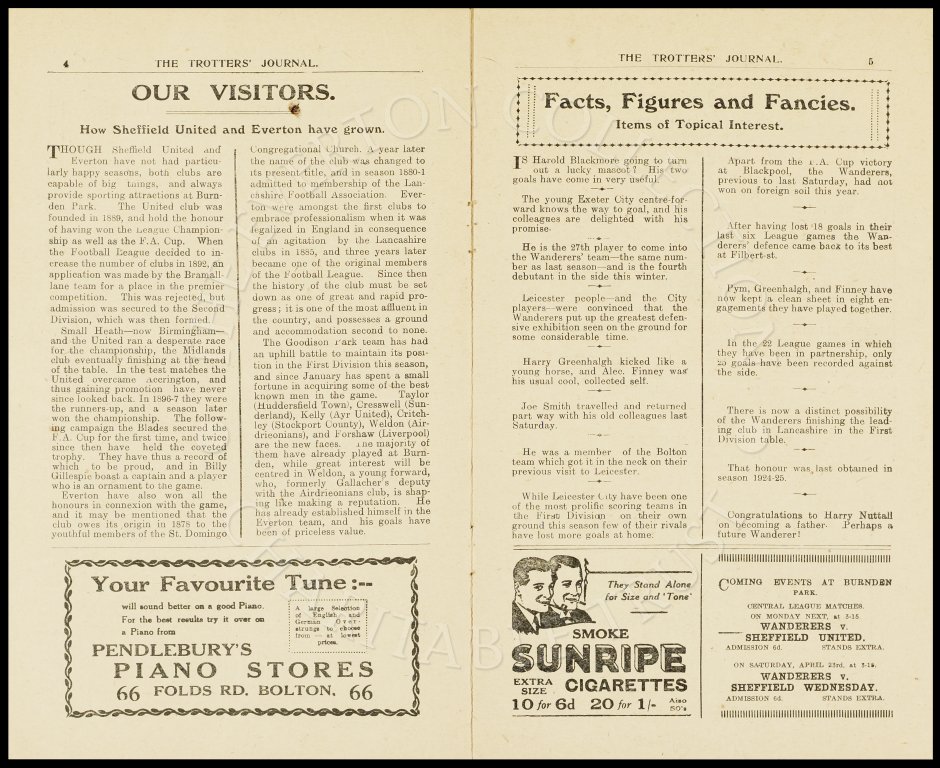 4
THE TROTTERS' JOURNAL.
OUR VISITORS.
How Sheffield United and Everton have grown.
THOUGH Sheffield United and
Everton have not had particu-
larly happy seasons, both clubs are
capable of big things, and always
provide sporting attractions at Burn-
den Park. The United club was
founded in 1889, and hold the honour
of having won the League Champion-
ship as well as the F.A. Cup. When
the Football League decided to in-
crease the number of clubs in 1892, an
application was made by the Bramall-
lane team for a place in the premier
competition. This was rejected, but
admission was secured to the Second
Division, which was then formed.
Small Heath—now Birmingham—
and the United ran a desperate race
for the championship, the Midlands
club eventually finishing at the head
of the table. In the test matches the
United overcame Accrington, and
thus gaining promotion have never
since looked back. In 1896-7 they were
the runners-up, and a season later
won the championship. The follow-
ing campaign the Blades secured the
F.A. Cup for the first time, and twice
since then have held the coveted
trophy. They have thus a record of
which to be proud, and in Billy
Gillespie boast a captain and a player
who is an ornament to the game.
Everton have also won all the
honours in connexion with the game,
and it may be mentioned that the
club owes its origin in 1878 to the
youthful members of the St. Domingo
Congregational Church. A year later
the name of the club was changed to
its present title, and in season 1880-1
admitted to membership of the Lan-
cashire Football Association. Ever-
ton were amongst the first clubs to
embrace professionalism when it was
legalized in England in consequence
of an agitation by the Lancashire
clubs in 1885, and three years later
became one of the original members
of the Football League. Since then
the history of the club must be set
down as one of great and rapid pro-
gress; it is one of the most affluent in
the country, and possesses a ground
and accommodation second to none.
The Goodison Park team has had
an uphill battle to maintain its posi-
tion in the First Division this season,
and since January has spent a small
fortune in acquiring some of the best
known men in the game. Taylor
(Huddersfield Town), Cresswell (Sun-
derland), Kelly (Ayr United), Critch-
ley (Stockport County), Weldon (Air-
drieonians), and Forshaw (Liverpool)
are the new faces. The majority of
them have already played at Burn-
den, while great interest will be
centred in Weldon, a young forward,
who, formerly Gallacher's deputy
with the Airdrieonians club, is shap-
ing like making a reputation. He
has already established himself in the
Everton team, and his goals have
been of priceless value.
Your Favourite Tune:--
will sound better on a good Piano.
For the best results try it over on
a Piano from
A large Selection
of English and
German Over-
strungs to choose
from — at lowest
prices.
PENDLEBURY'S
PIANO STORES
66 FOLDS RD. BOLTON. 66
THE TROTTERS' JOURNAL.
5
Facts, Figures and Fancies.
Items of Topical Interest.
IS Harold Blackmore going to turn
out a lucky mascot? His two
goals have come in very useful.
The young Exeter City centre-for-
ward knows the way to goal, and his
colleagues are delighted with his
promise.
He is the 27th player to come into
the Wanderers' team—the same num-
ber as last season—and is the fourth
debutant in the side this winter.
Leicester people—and the City
players—were convinced that the
Wanderers put up the greatest defen-
sive exhibition seen on the ground for
some considerable time.
Harry Greenhalgh kicked like a
young horse, and Alec. Finney was
his usual cool, collected self.
Joe Smith travelled and returned
part way with his old colleagues last
Saturday.
He was a member of the Bolton
team which got it in the neck on their
previous visit to Leicester.
While Leicester City have been one
of the most prolific scoring teams in
the First Division on their own
ground this season few of their rivals
have lost more goals at home.
Apart from the F.A. Cup victory
at Blackpool, the Wanderers,
previous to last Saturday, had not
won on foreign soil this year.
After having lost 18 goals in their
last six League games the Wan-
derers' defence came back to its best
at Filbert-st.
Pym, Greenhalgh, and Finney have
now kept a clean sheet in eight en-
gagements they have played together.
In the 22 League games in which
they have been in partnership, only
goals have been recorded against
the side.
There is now a distinct possibility
of the Wanderers finishing the lead-
ing club in Lancashire in the First
Division table.
That honour was last obtained in
season 1924-25.
Congratulations to Harry Nuttall
on becoming a father. Perhaps a
future Wanderer!
They Stand Alone
for Size and 'Tone'
SMOKE
SUNRIPE
EXTRA SIZE CIGARETTES
10 for 6d 20 for 1/- Also 50's
COMING EVENTS AT BURNDEN
PARK.
CENTRAL LEAGUE MATCHES.
ON MONDAY NEXT, at 3-15
WANDERERS v.
SHEFFIELD UNITED.
ADMISSION 6d. STANDS EXTRA.
ON SATURDAY, APRIL 23rd, at 3-15.
WANDERERS v.
SHEFFIELD WEDNESDAY.
ADMISSION 6d. STANDS EXTRA.